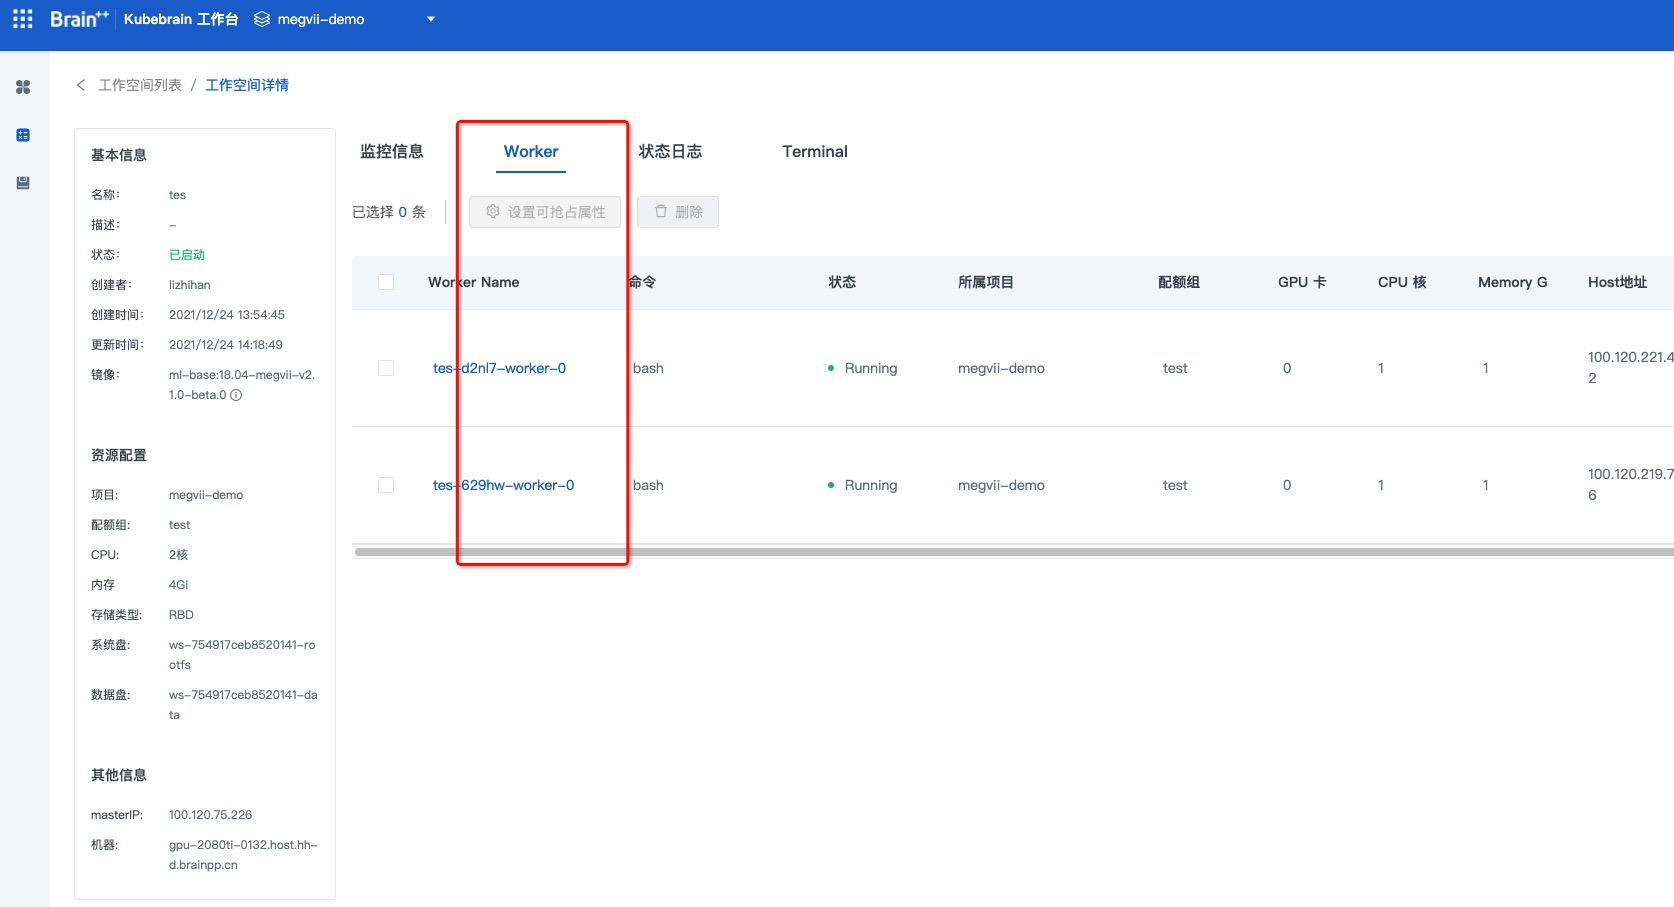 Brain++ Kubebrain 工作台 megvii-demo
工作空间列表 / 工作空间详情
基本信息
名称: tes
描述: –
状态: 已启动
创建者: lizhihan
创建时间: 2021/12/24 13:54:45
更新时间: 2021/12/24 14:18:49
镜像: ml-base:18.04-megvii-v2.
1.0-beta.0
资源配置
项目: megvii-demo
配额组: test
CPU: 2核
内存 4Gi
存储类型: RBD
系统盘: ws-754917ceb8520141-ro
otfs
数据盘: ws-754917ceb8520141-da
ta
其他信息
masterIP: 100.120.75.226
机器: gpu-2080ti-0132.host.hh-
d.brainpp.cn
监控信息 Worker 状态日志 Terminal
已选择 0 条 设置可抢占属性 删除
Worker Name 命令 状态 所属项目 配额组 GPU 卡 CPU 核 Memory G Host地址
tes-d2nl7-worker-0 bash Running megvii-demo test 0 1 1 100.120.221.4
2
tes-629hw-worker-0 bash Running megvii-demo test 0 1 1 100.120.219.7
6